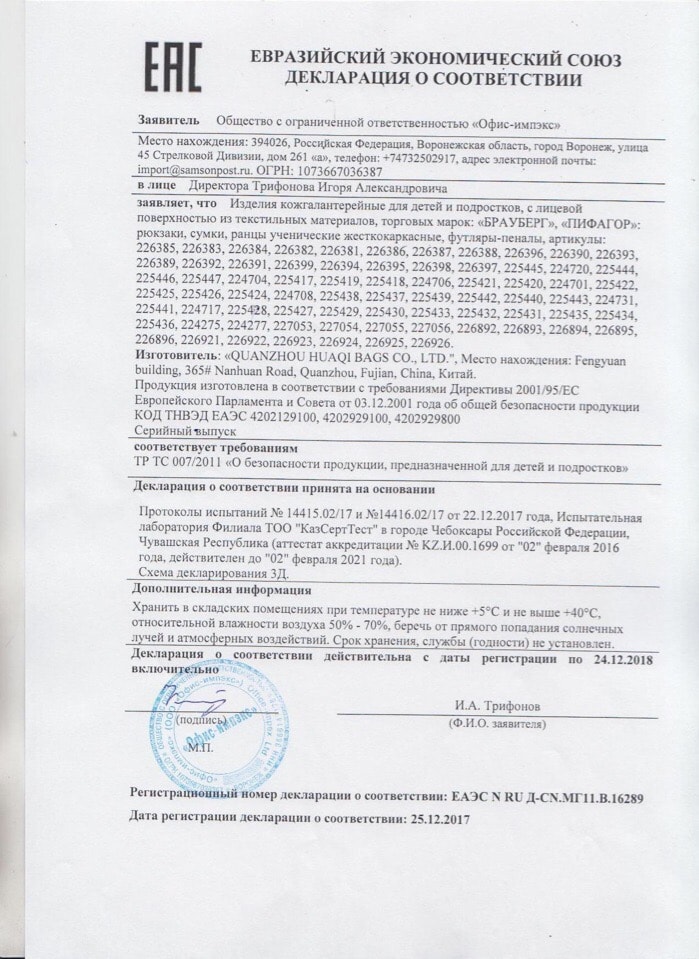 EAC
ЕВРАЗИЙСКИЙ ЭКОНОМИЧЕСКИЙ СОЮЗ
ДЕКЛАРАЦИЯ О СООТВЕТСТВИИ
Заявитель Общество с ограниченной ответственностью «Офис-импэкс»
Место нахождения: 394026, Российская Федерация, Воронежская область, город Воронеж, улица
45 Стрелковой Дивизии, дом 261 «а», телефон: +74732502917, адрес электронной почты:
import@samsonpost.ru. ОГРН: 1073667036387
в лице Директора Трифонова Игоря Александровича
заявляет, что Изделия кожгалантерейные для детей и подростков, с лицевой
поверхностью из текстильных материалов, торговых марок: «БРАУБЕРГ», «ПИФАГОР»:
рюкзаки, сумки, ранцы ученические жесткокаркасные, футляры-пеналы, артикулы:
226385, 226383, 226384, 226382, 226381, 226386, 226387, 226388, 226396, 226390, 226393,
226389, 226392, 226391, 226399, 226394, 226395, 226398, 226397, 225445, 224720, 225444,
225446, 225447, 224704, 225417, 225419, 225418, 224706, 225421, 225420, 224701, 225422,
225425, 225426, 225424, 224708, 225438, 225437, 225439, 225442, 225440, 225443, 224731,
225441, 224717, 225428, 225427, 225429, 225430, 225433, 225432, 225431, 225435, 225434,
225436, 224275, 224277, 227053, 227054, 227055, 227056, 226892, 226893, 226894, 226895,
226896, 226921, 226922, 226923, 226924, 226925, 226926.
Изготовитель: «QUANZHOU HUAQI BAGS CO., LTD.", Место нахождения: Fengyuan
building, 365# Nanhuan Road, Quanzhou, Fujian, China, Китай.
Продукция изготовлена в соответствии с требованиями Директивы 2001/95/ЕС
Европейского Парламента и Совета от 03.12.2001 года об общей безопасности продукции
КОД ТНВЭД ЕАЭС 4202129100, 4202929100, 4202929800
Серийный выпуск
соответствует требованиям
ТР ТС 007/2011 «О безопасности продукции, предназначенной для детей и подростков»
Декларация о соответствии принята на основании
Протоколы испытаний № 14415.02/17 и №14416.02/17 от 22.12.2017 года, Испытательная
лаборатория Филиала ТОО "КазСертТест" в городе Чебоксары Российской Федерации,
Чувашская Республика (аттестат аккредитации № KZ.И.00.1699 от "02" февраля 2016
года, действителен до "02" февраля 2021 года).
Схема декларирования 3Д.
Дополнительная информация
Хранить в складских помещениях при температуре не ниже +5°С и не выше +40°С,
относительной влажности воздуха 50% - 70%, беречь от прямого попадания солнечных
лучей и атмосферных воздействий. Срок хранения, службы (годности) не установлен.
Декларация о соответствии действительна с даты регистрации по 24.12.2018
включительно
И.А. Трифонов
(подпись)
(Ф.И.О. заявителя)
«Офис-импэкс»
М.П.
Регистрационный номер декларации о соответствии: ЕАЭС N RU Д-CN.МГ11.В.16289
Дата регистрации декларации о соответствии: 25.12.2017